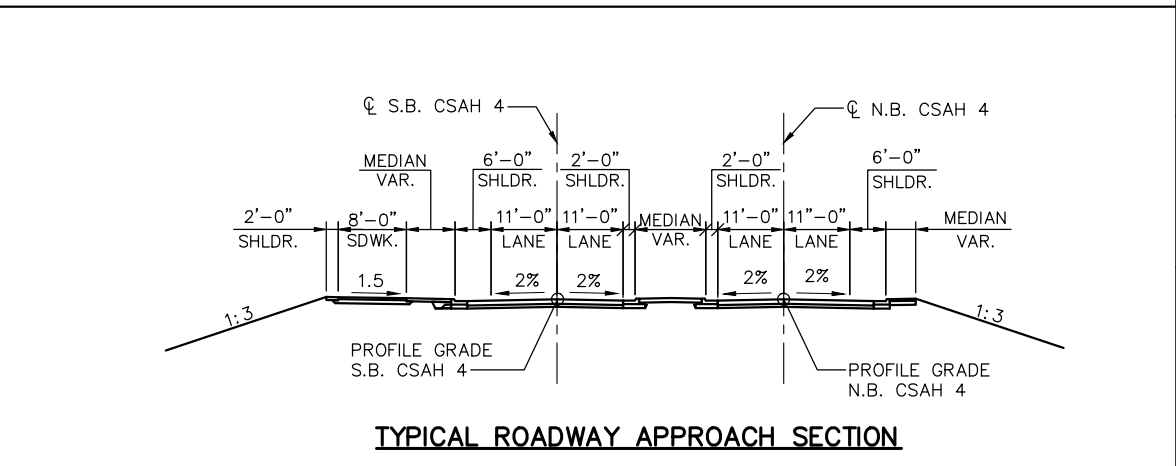 ℄ S.B. CSAH 4
℄ N.B. CSAH 4
MEDIAN
VAR.
6'-0"
SHLDR.
2'-0"
SHLDR.
2'-0"
SHLDR.
6'-0"
SHLDR.
2'-0"
SHLDR.
8'-0"
SDWK.
11'-0"
LANE
11'-0"
LANE
MEDIAN
VAR.
11'-0"
LANE
11"-0"
LANE
MEDIAN
VAR.
1.5
2%
2%
2%
2%
1:3
1:3
PROFILE GRADE
S.B. CSAH 4
PROFILE GRADE
N.B. CSAH 4
TYPICAL ROADWAY APPROACH SECTION